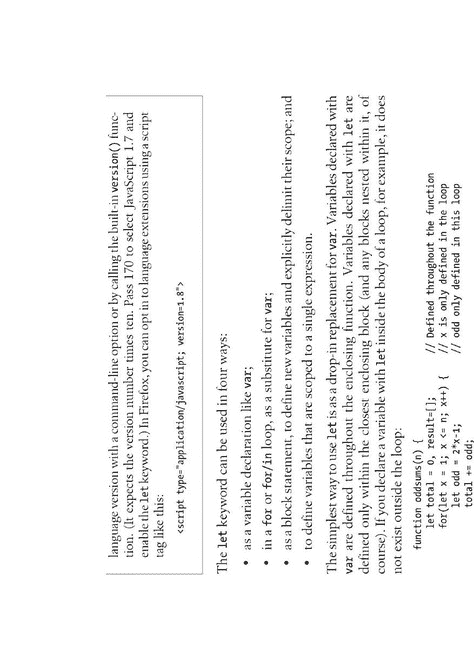 language version with a command-line option or by calling the built-in version() func-
tion. (It expects the version number times ten. Pass 170 to select JavaScript 1.7 and
enable the let keyword.) In Firefox, you can opt in to language extensions using a script
tag like this:
<script type="application/javascript; version=1.8">
The let keyword can be used in four ways:
• as a variable declaration like var;
• in a for or for/in loop, as a substitute for var;
• as a block statement, to define new variables and explicitly delimit their scope; and
• to define variables that are scoped to a single expression.
The simplest way to use let is as a drop-in replacement for var. Variables declared with
var are defined throughout the enclosing function. Variables declared with let are
defined only within the closest enclosing block (and any blocks nested within it, of
course). If you declare a variable with let inside the body of a loop, for example, it does
not exist outside the loop:
function oddsums(n) {
let total = 0, result=[]; // Defined throughout the function
for(let x = 1; x <= n; x++) { // x is only defined in the loop
let odd = 2*x-1; // odd only defined in this loop
total += odd;